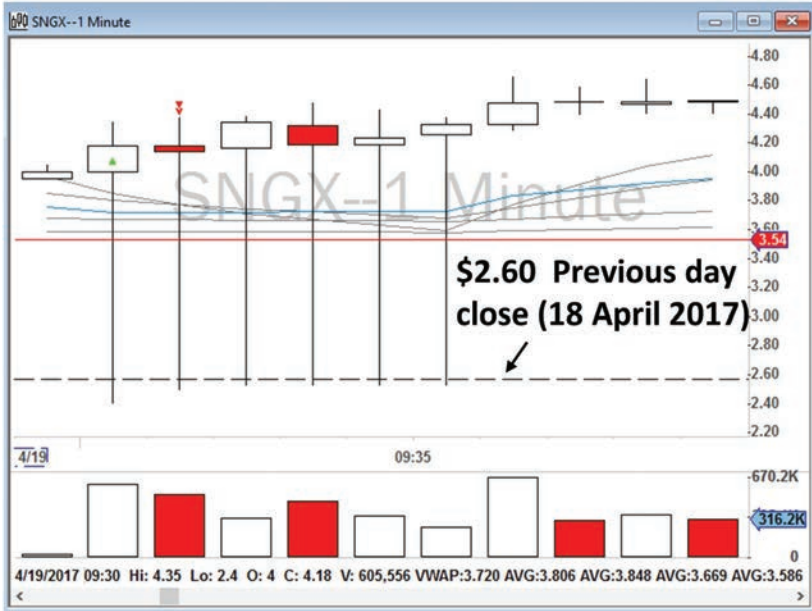 SNGX--1 Minute
4.80
4.60
4.40
4.20
4.00
3.80
SNGX--1 Minute
3.60
3.54
3.40
$2.60 Previous day
3.20
close (18 April 2017)
3.00
2.80
2.60
2.40
2.20
4/19
09:35
670.2K
316.2K
0
4/19/2017 09:30 Hi: 4.35 Lo: 2.4 O: 4 C: 4.18 V: 605,556 VWAP:3.720 AVG:3.806 AVG:3.848 AVG:3.669 AVG:3.586